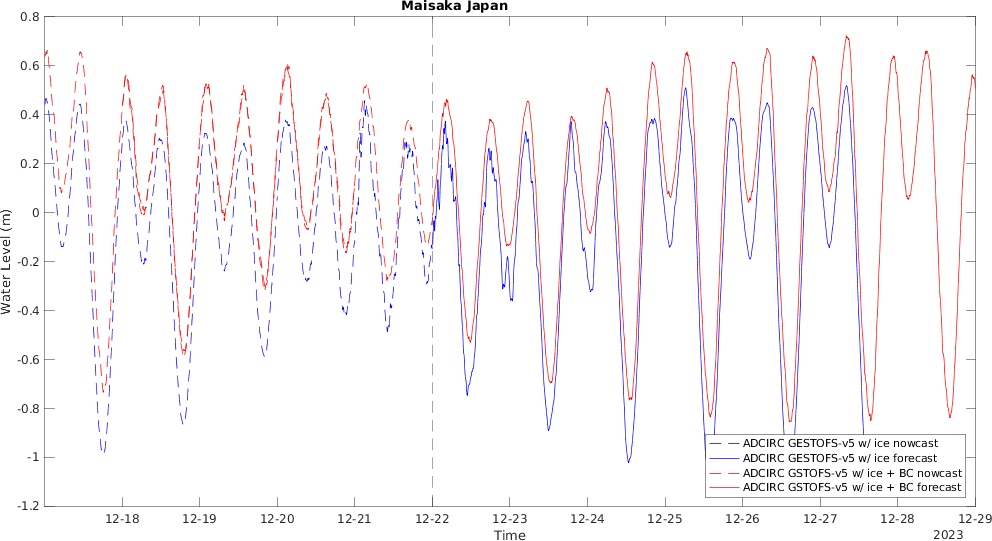 Maisaka Japan
0.8
0.6
0.4
0.2
0
-0.2
-0.4
-0.6
-0.8
-1
-1.2
Water Level (m)
ADCIRC GESTOFS-v5 w/ ice nowcast
ADCIRC GESTOFS-v5 w/ ice forecast
ADCIRC GSTOFS-v5 w/ ice + BC nowcast
ADCIRC GSTOFS-v5 w/ ice + BC forecast
12-18 12-19 12-20 12-21 12-22 12-23 12-24 12-25 12-26 12-27 12-28 12-29
Time
2023